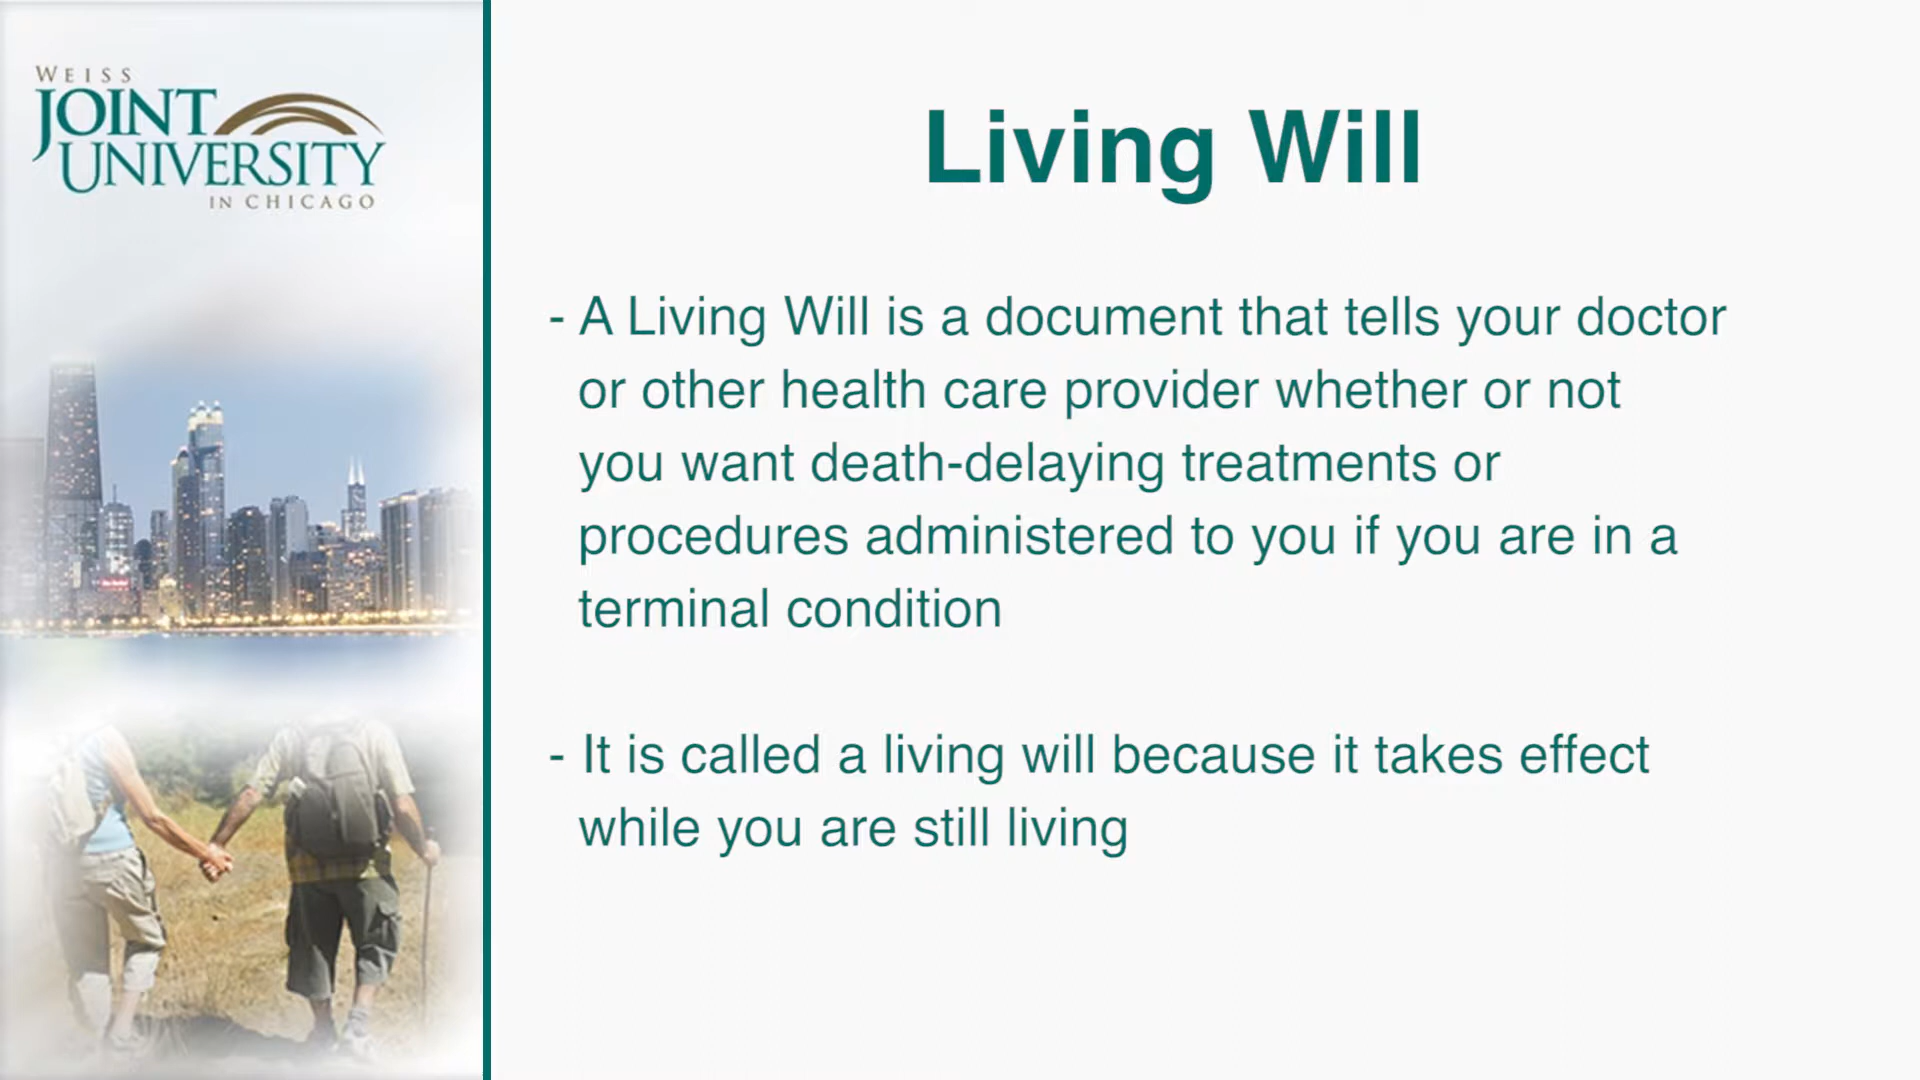 WEISS
JOINT
UNIVERSITY
IN CHICAGO
Living Will
- A Living Will is a document that tells your doctor
or other health care provider whether or not
you want death-delaying treatments or
procedures administered to you if you are in a
terminal condition
- It is called a living will because it takes effect
while you are still living